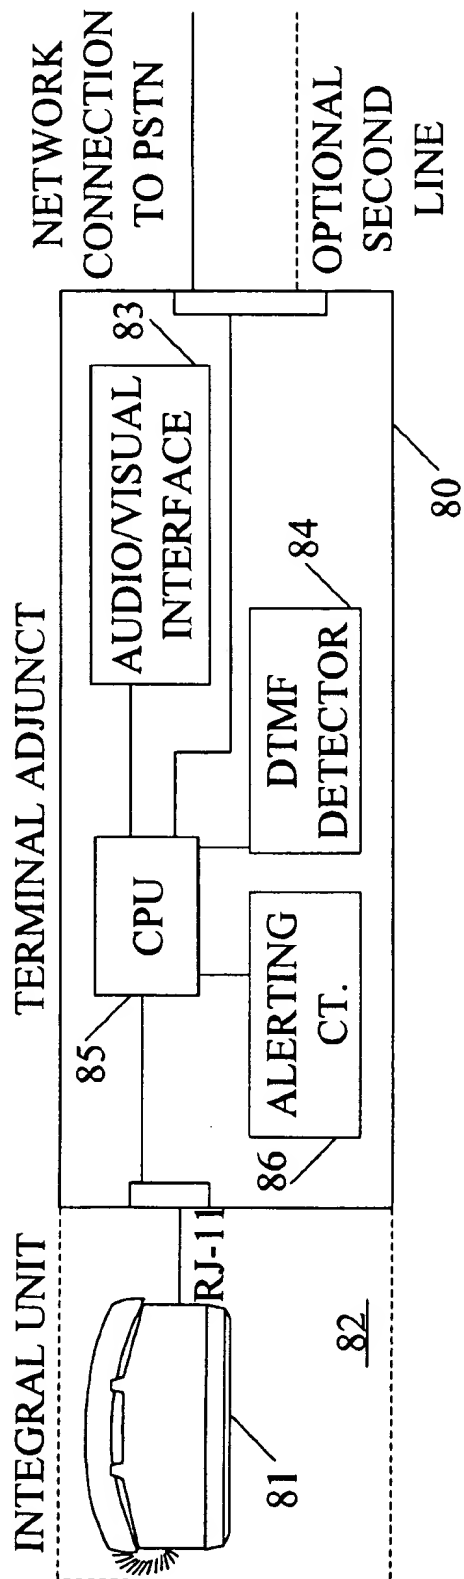 INTEGRAL UNIT
TERMINAL ADJUNCT
NETWORK
CONNECTION
TO PSTN
85
CPU
AUDIO/VISUAL
INTERFACE
83
RJ-11
81
82
86
ALERTING
CT.
DTMF
DETECTOR
84
80
OPTIONAL
SECOND
LINE